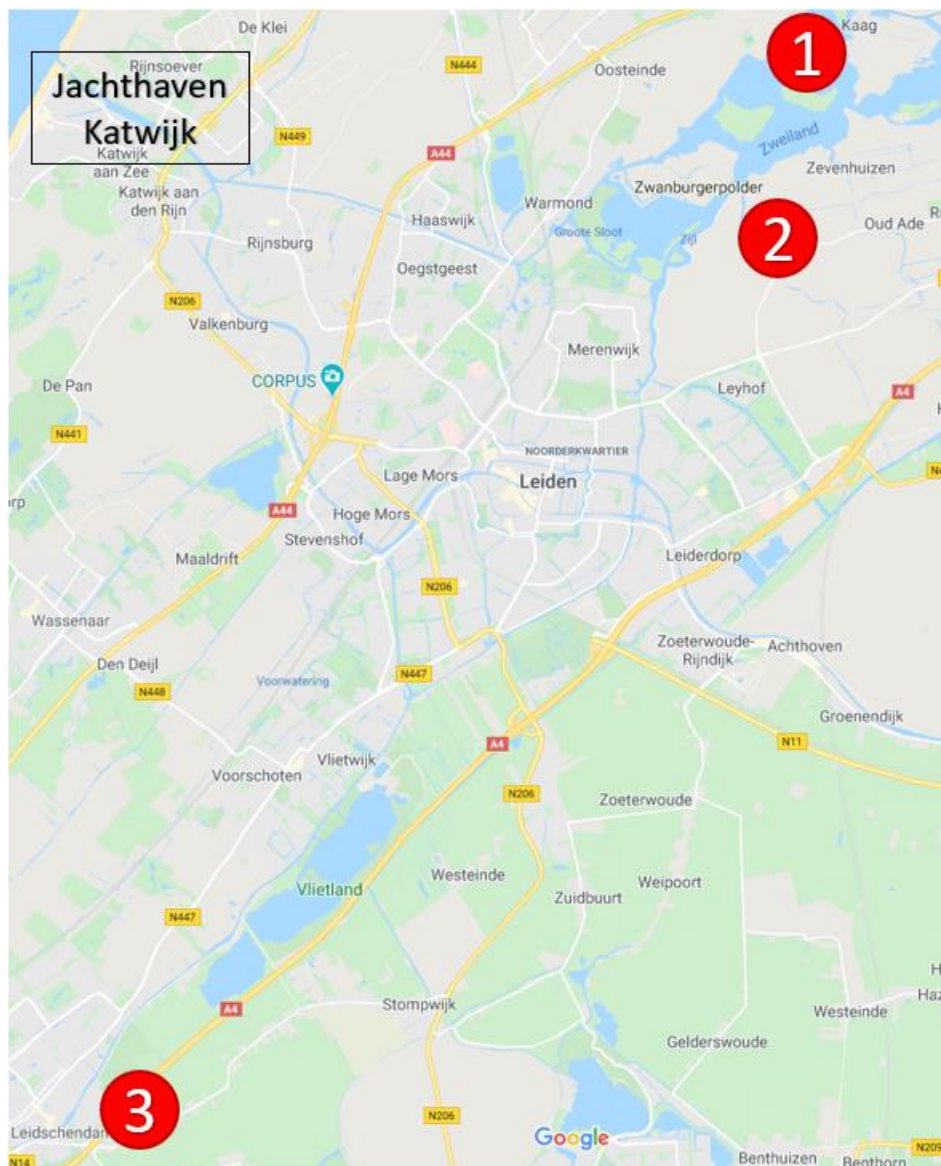 De Klei
Kaag
1
Jachthaven
Katwijk
Rijnsoever
N444
Oosteinde
N449
Zweiland
A44
Katwijk
aan Zee
Zevenhuizen
Katwijk aan
den Rijn
Zwanburgerpolder
Haaswijk
Warmond
2
Oud Ade
Rijnsburg
Groote Sloot
Zijl
Oegstgeest
N206
Valkenburg
Merenwijk
CORPUS
De Pan
Leyhof
A4
N441
NOORDERKWARTIER
Lage Mors
Leiden
A44
Hoge Mors
Stevenshof
Maaldrift
Leiderdorp
N206
Wassenaar
Zoeterwoude-
Rijndijk
Achthoven
Den Deijl
N447
Voorwatering
N448
Groenendijk
A4
N11
Voorschoten
Vlietwijk
N206
Zoeterwoude
Westeinde
Weipoort
Vlietland
Zuidbuurt
N447
Stompwijk
A4
Westeinde
Gelderswoude
3
Leidschendam
N206
Google
N14
N209
Benthuizen
Benthorn